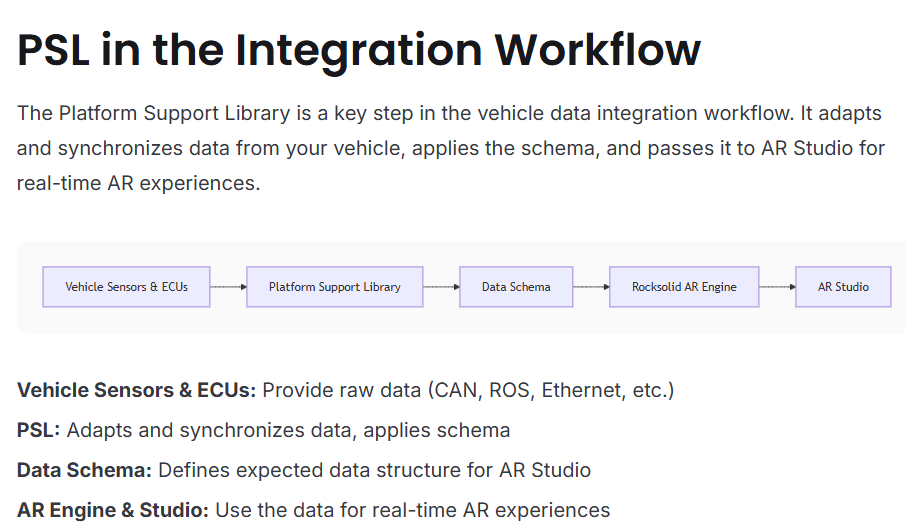 PSL in the Integration Workflow
The Platform Support Library is a key step in the vehicle data integration workflow. It adapts
and synchronizes data from your vehicle, applies the schema, and passes it to AR Studio for
real-time AR experiences.
Vehicle Sensors & ECUs
Platform Support Library
Data Schema
Rocksolid AR Engine
AR Studio
Vehicle Sensors & ECUs: Provide raw data (CAN, ROS, Ethernet, etc.)
PSL: Adapts and synchronizes data, applies schema
Data Schema: Defines expected data structure for AR Studio
AR Engine & Studio: Use the data for real-time AR experiences